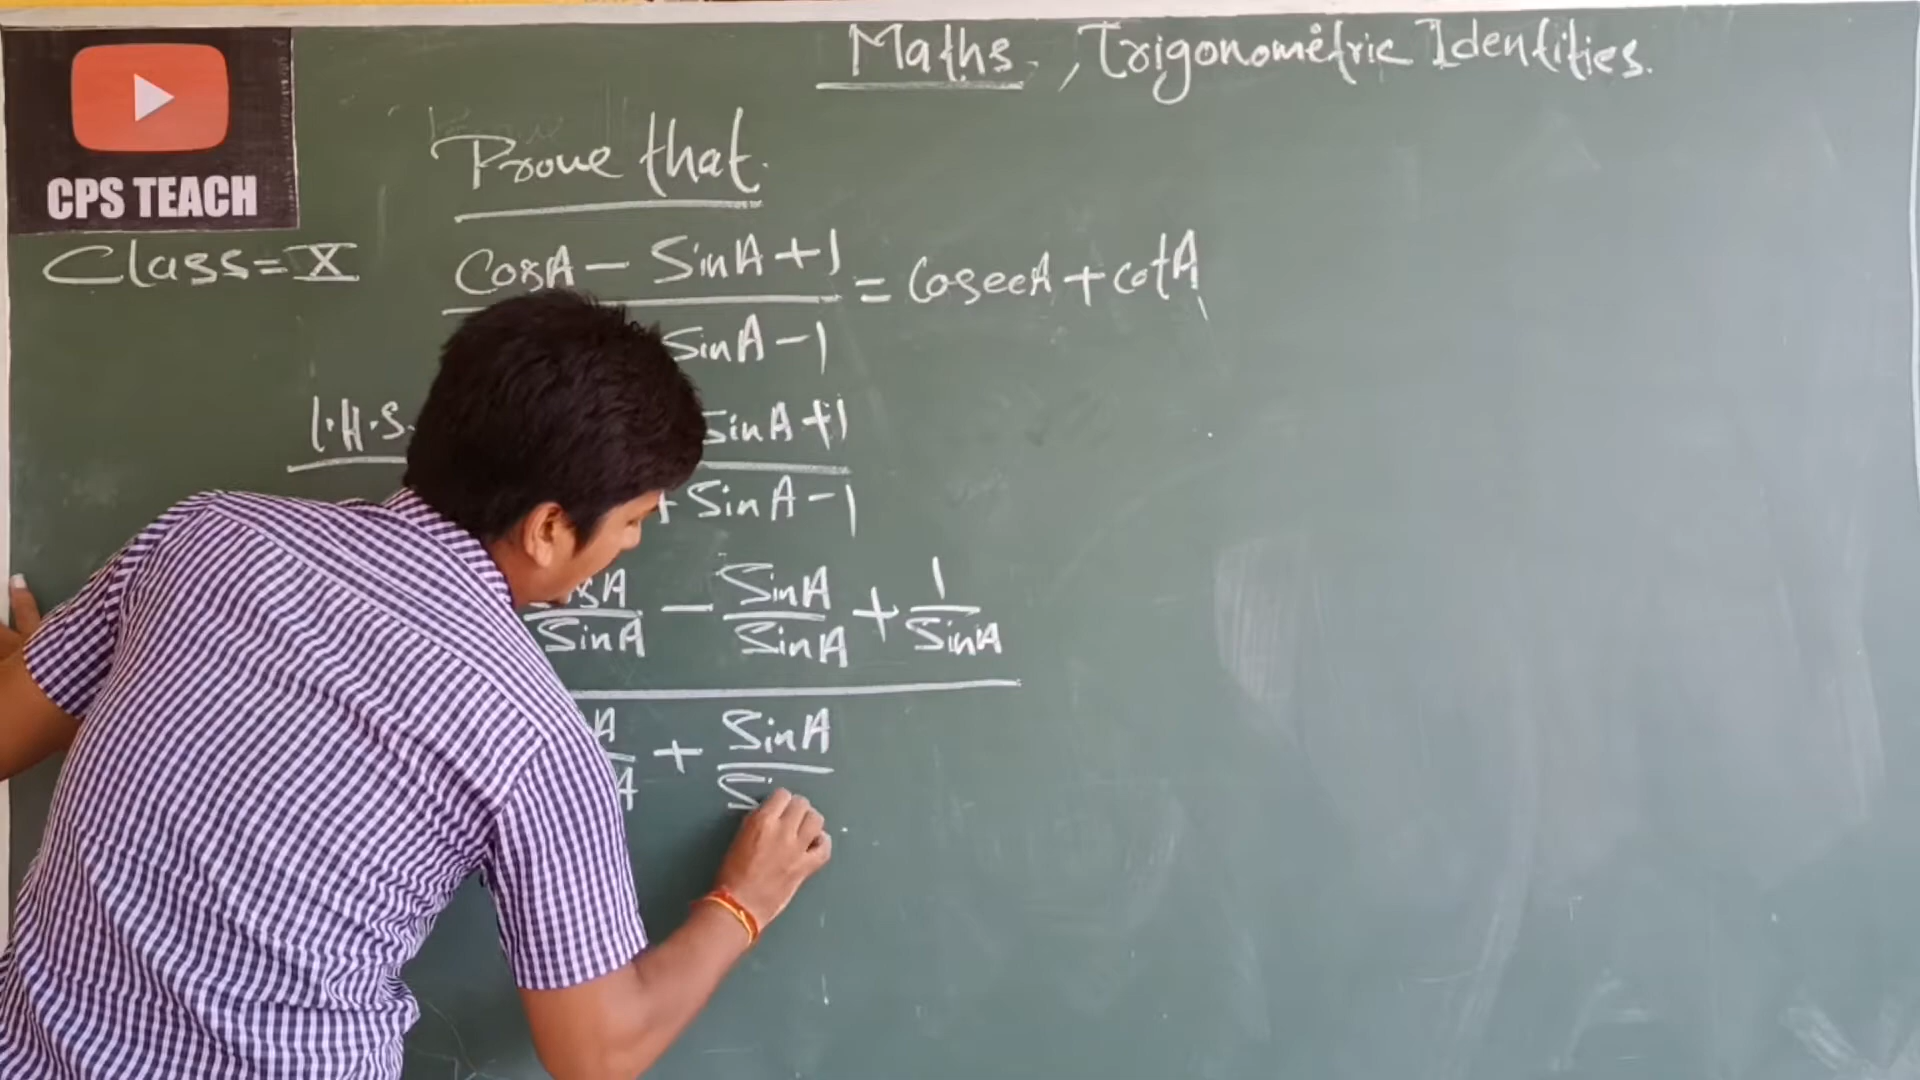 Maths, Trigonometric Identities.
CPS TEACH
Prove that.
Class = X
CosA - SinA + 1 = CosecA + cotA
SinA - 1
L.H.S. SinA + 1
+ SinA - 1
SinA + 1
SinA SinA SinA
A + SinA
A